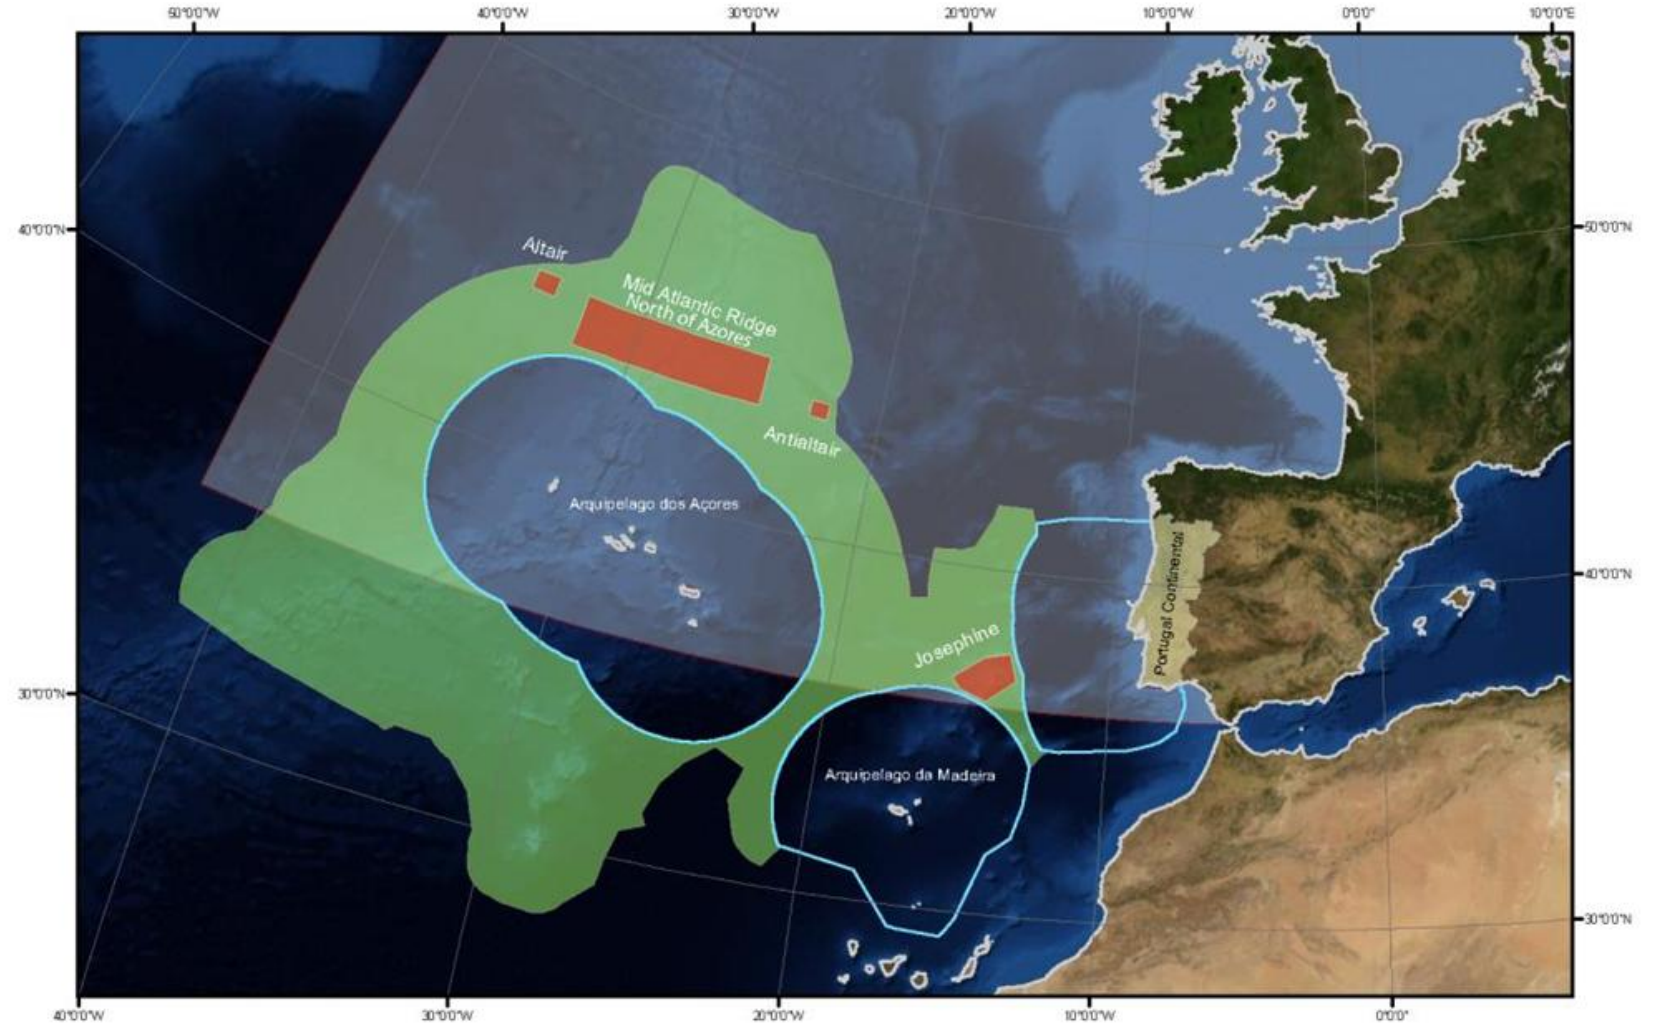 50°0'0"W 40°0'0"W 30°0'0"W 20°0'0"W 10°0'0"W 0°0'0" 10°0'0"E
40°0'0"N
50°0'0"N
Altair
Mid Atlantic Ridge
North of Azores
Antialtair
Arquipelago dos Açores
Portugal Continental
40°0'0"N
Josephine
30°0'0"N
Arquipelago da Madeira
30°0'0"N
40°0'0"W 30°0'0"W 20°0'0"W 10°0'0"W 0°0'0"